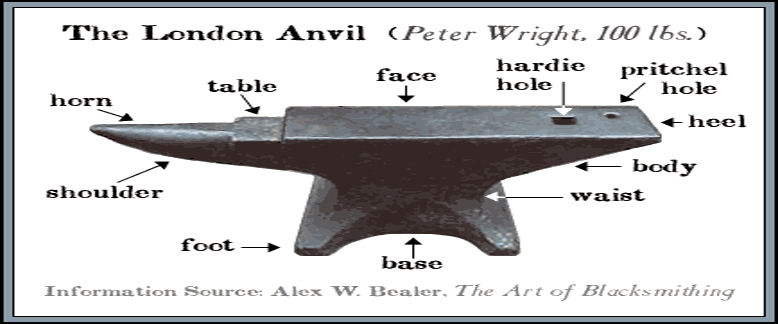 The London Anvil (Peter Wright, 100 lbs.)
horn
table
face
hardie
hole
pritchel
hole
heel
shoulder
body
waist
foot
base
Information Source: Alex W. Bealer, The Art of Blacksmithing